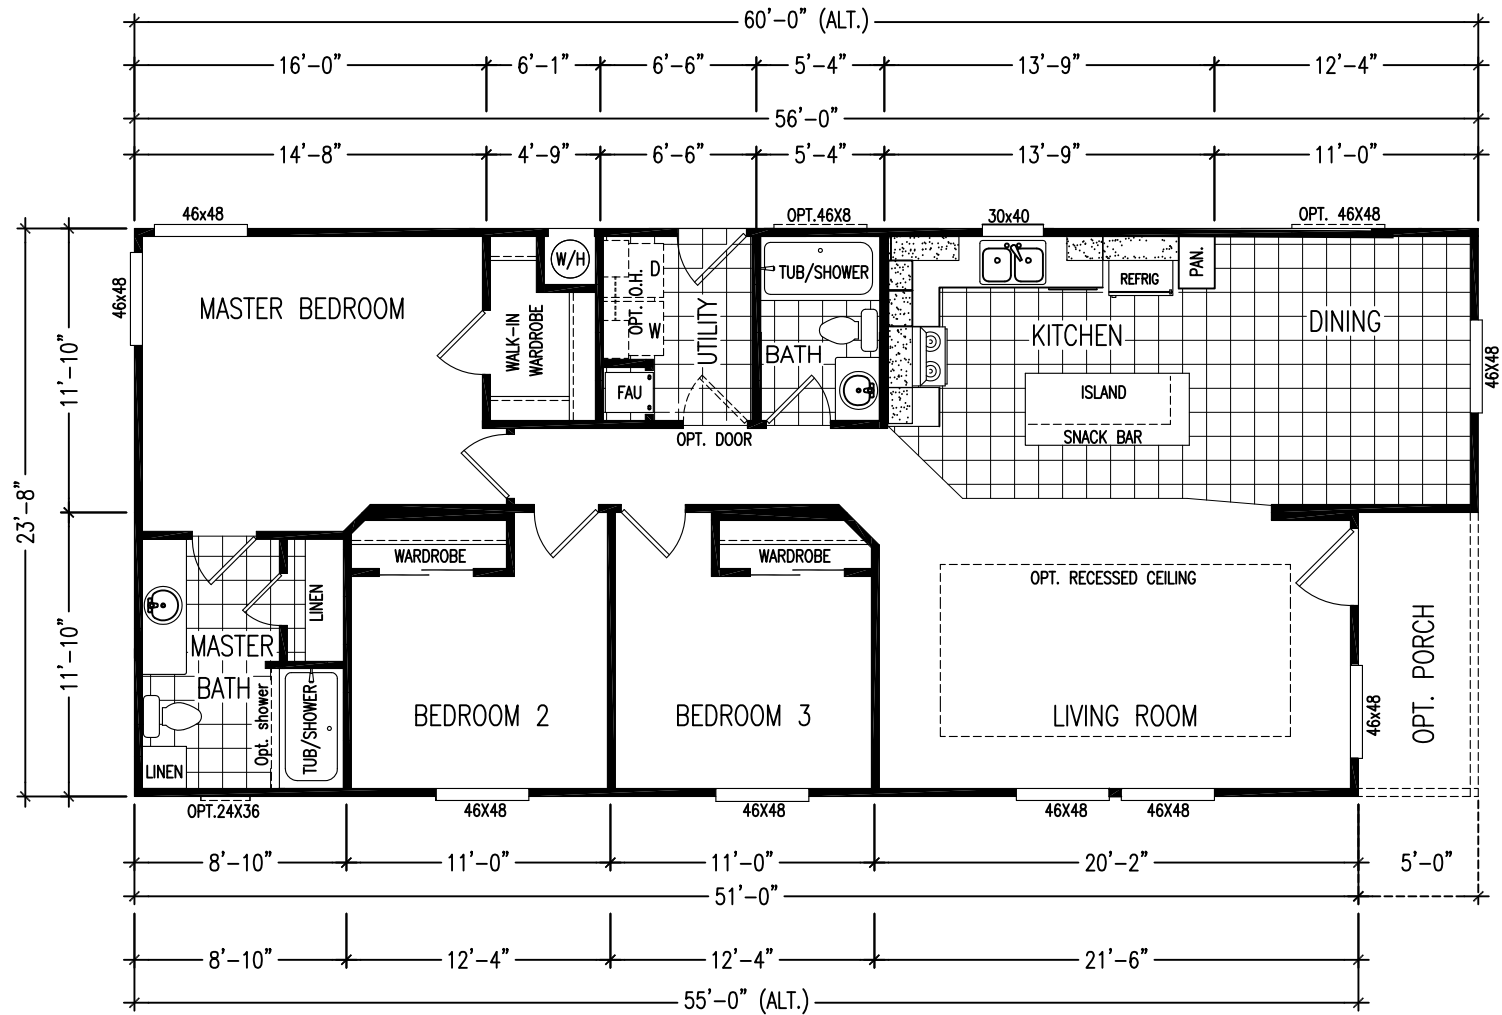 60'-0" (ALT.)
16'-0" 6'-1" 6'-6" 5'-4" 13'-9" 12'-4"
56'-0"
14'-8" 4'-9" 6'-6" 5'-4" 13'-9" 11'-0"
46x48
OPT.46X8
30x40
OPT. 46X48
46x48
MASTER BEDROOM
WALK-IN
WARDROBE
W/H
OPT. O.H.
D
W
FAU
UTILITY
OPT. DOOR
TUB/SHOWER
BATH
REFRIG
PAN.
KITCHEN
ISLAND
SNACK BAR
DINING
46X48
23'-8"
11'-10"
11'-10"
WARDROBE
WARDROBE
LINEN
MASTER
BATH
Opt. shower
TUB/SHOWER
LINEN
BEDROOM 2
BEDROOM 3
OPT. RECESSED CEILING
LIVING ROOM
46x48
OPT. PORCH
OPT.24X36
46X48
46X48
46X48
46X48
8'-10" 11'-0" 11'-0" 20'-2" 5'-0"
51'-0"
8'-10" 12'-4" 12'-4" 21'-6"
55'-0" (ALT.)